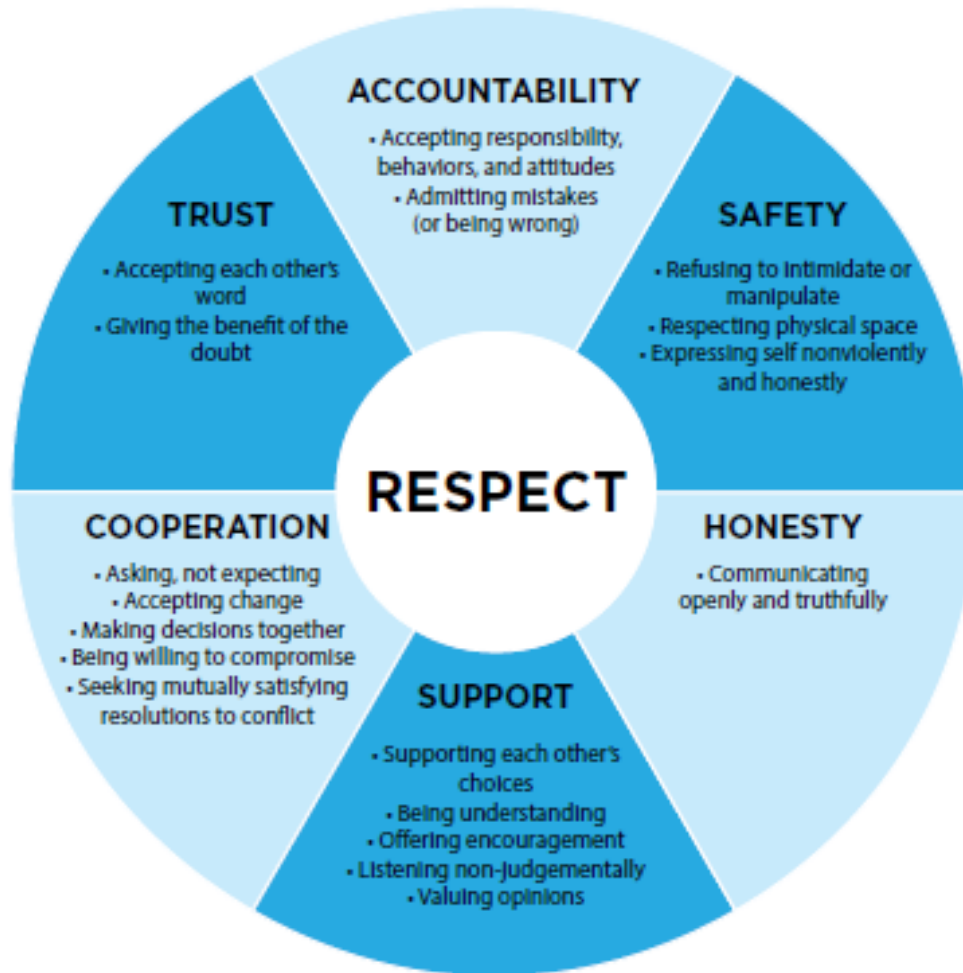 ACCOUNTABILITY
• Accepting responsibility,
behaviors, and attitudes
• Admitting mistakes
(or being wrong)
SAFETY
• Refusing to intimidate or
manipulate
• Respecting physical space
• Expressing self nonviolently
and honestly
HONESTY
• Communicating
openly and truthfully
SUPPORT
• Supporting each other's
choices
• Being understanding
• Offering encouragement
• Listening non-judgementally
• Valuing opinions
COOPERATION
• Asking, not expecting
• Accepting change
• Making decisions together
• Being willing to compromise
• Seeking mutually satisfying
resolutions to conflict
TRUST
• Accepting each other's
word
• Giving the benefit of the
doubt
RESPECT